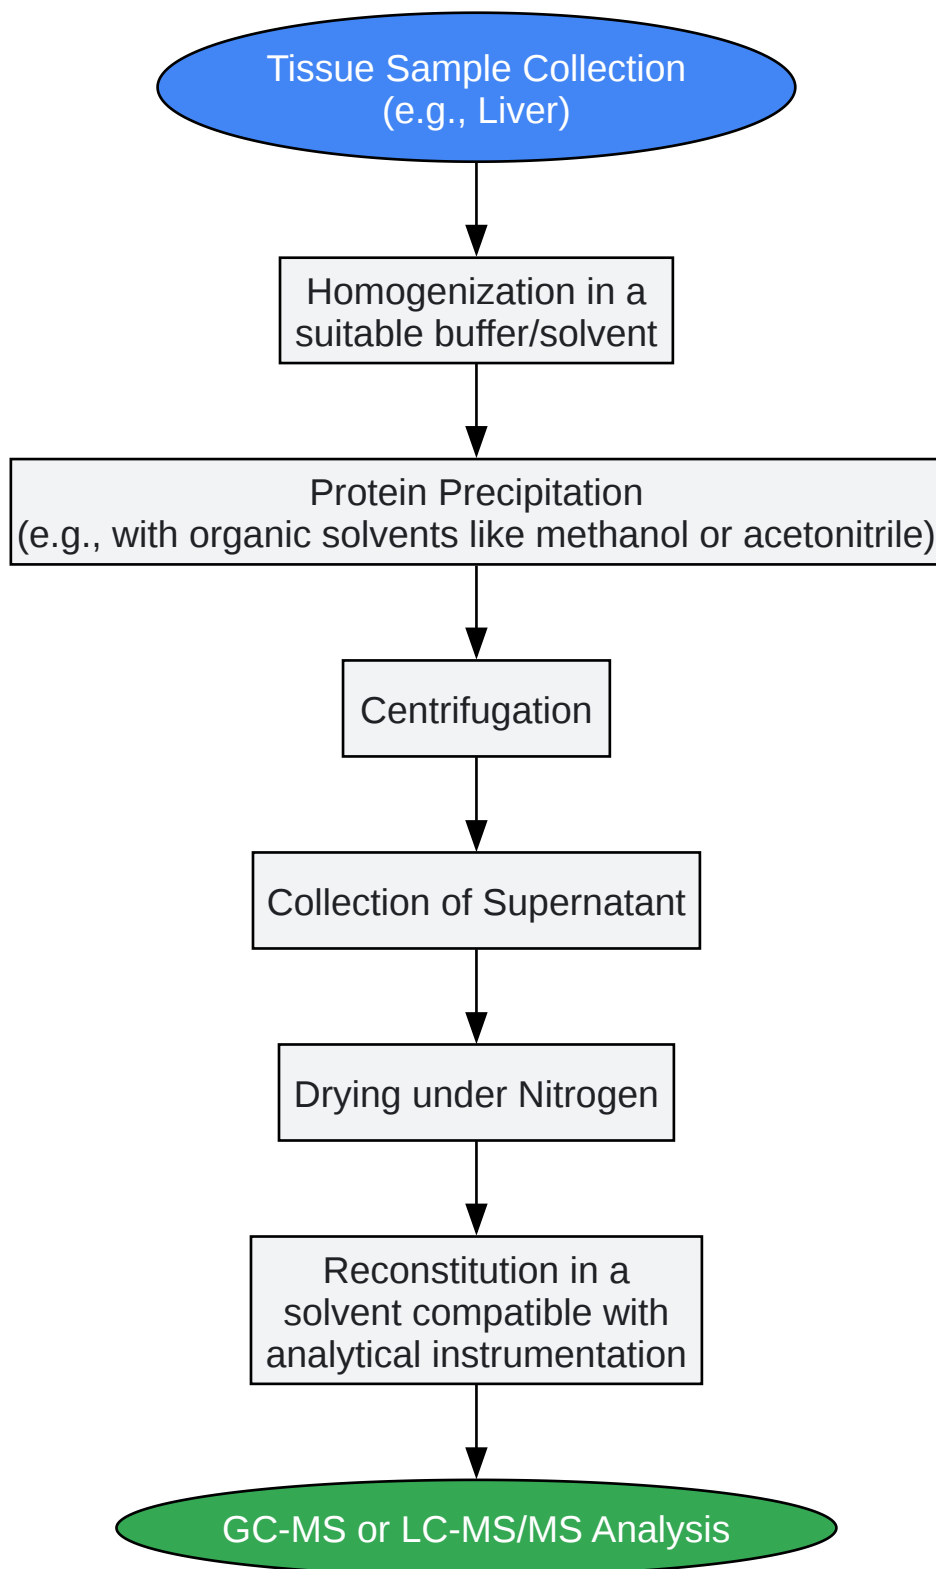 Tissue Sample Collection
(e.g., Liver)
Homogenization in a
suitable buffer/solvent
Protein Precipitation
(e.g., with organic solvents like methanol or acetonitrile)
Centrifugation
Collection of Supernatant
Drying under Nitrogen
Reconstitution in a
solvent compatible with
analytical instrumentation
GC-MS or LC-MS/MS Analysis